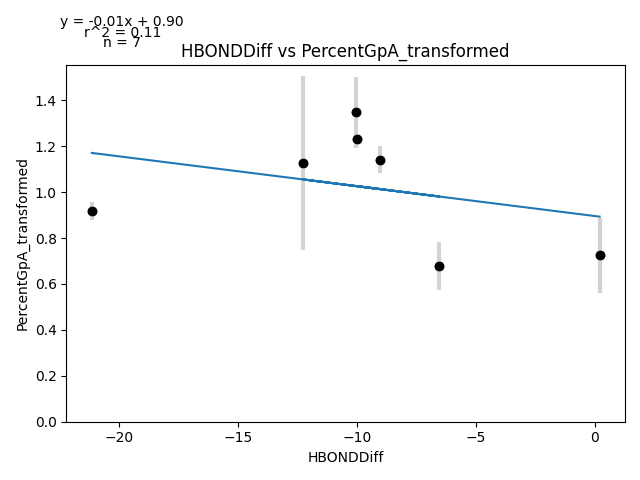 y = -0.01x + 0.90
r^2 = 0.11
n = 7
HBONDDiff vs PercentGpA_transformed
1.4
1.2
1.0
0.8
0.6
0.4
0.2
0.0
PercentGpA_transformed
−20
−15
−10
−5
0
HBONDDiff